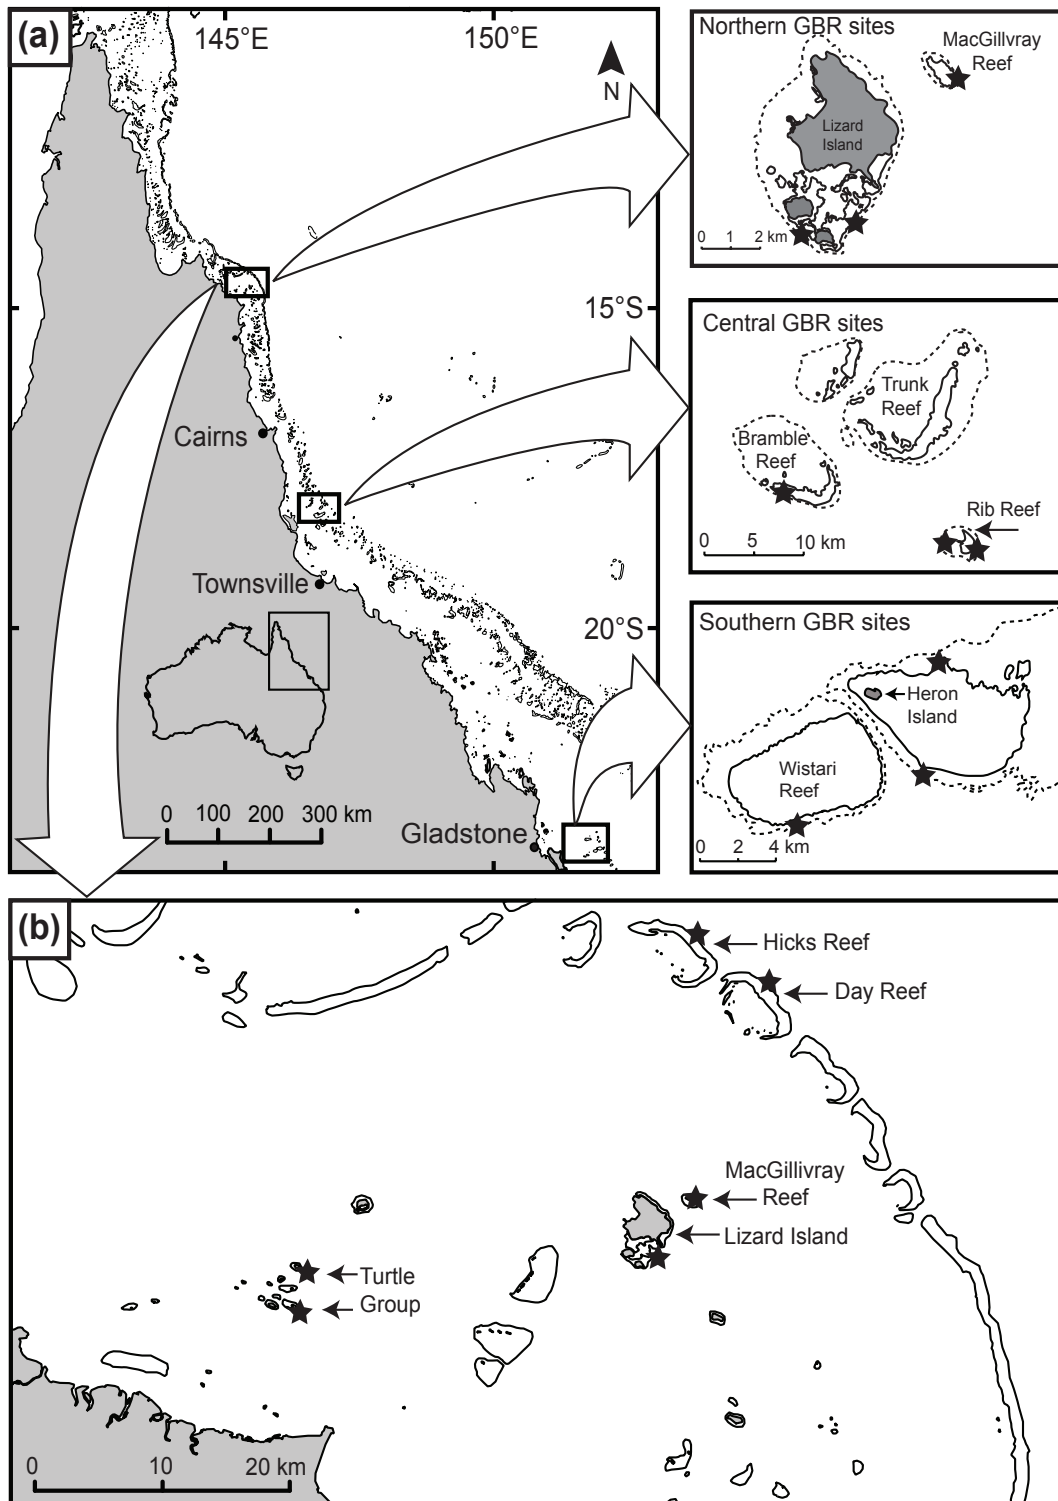 (a)
145°E
150°E
N
15°S
Cairns
Townsville
20°S
0 100 200 300 km
Gladstone
Northern GBR sites
MacGillvray
Reef
Lizard
Island
0 1 2 km
Central GBR sites
Trunk
Reef
Bramble
Reef
Rib Reef
0 5 10 km
Southern GBR sites
Heron
Island
Wistari
Reef
0 2 4 km
(b)
Hicks Reef
Day Reef
MacGillivray
Reef
Lizard Island
Turtle
Group
0 10 20 km